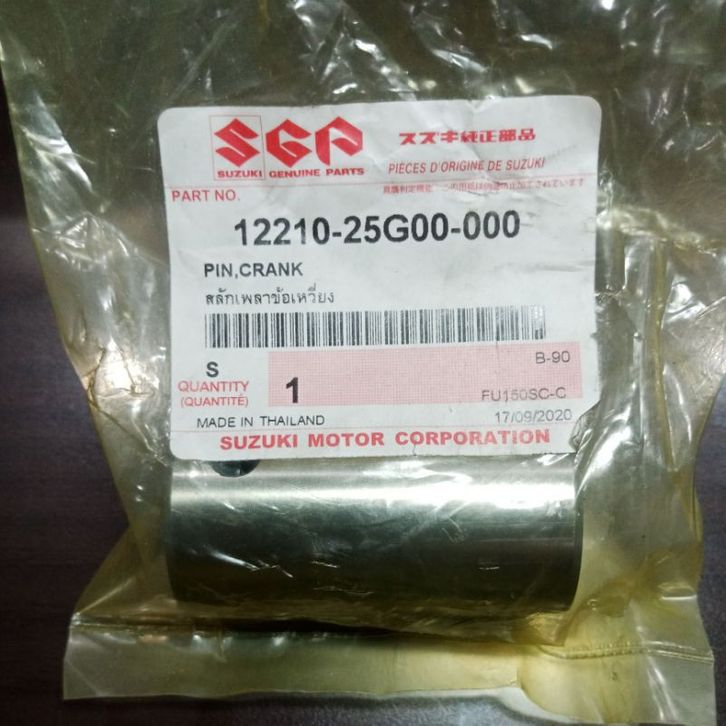 SGP スズキ純正部品
SUZUKI GENUINE PARTS PIÈCES D'ORIGINE DE SUZUKI
PART NO.
12210-25G00-000
PIN,CRANK
สลักเพลาข้อเหวี่ยง
S B-90
QUANTITY 1
(QUANTITÉ) FU150SC-C
MADE IN THAILAND 17/09/2020
SUZUKI MOTOR CORPORATION